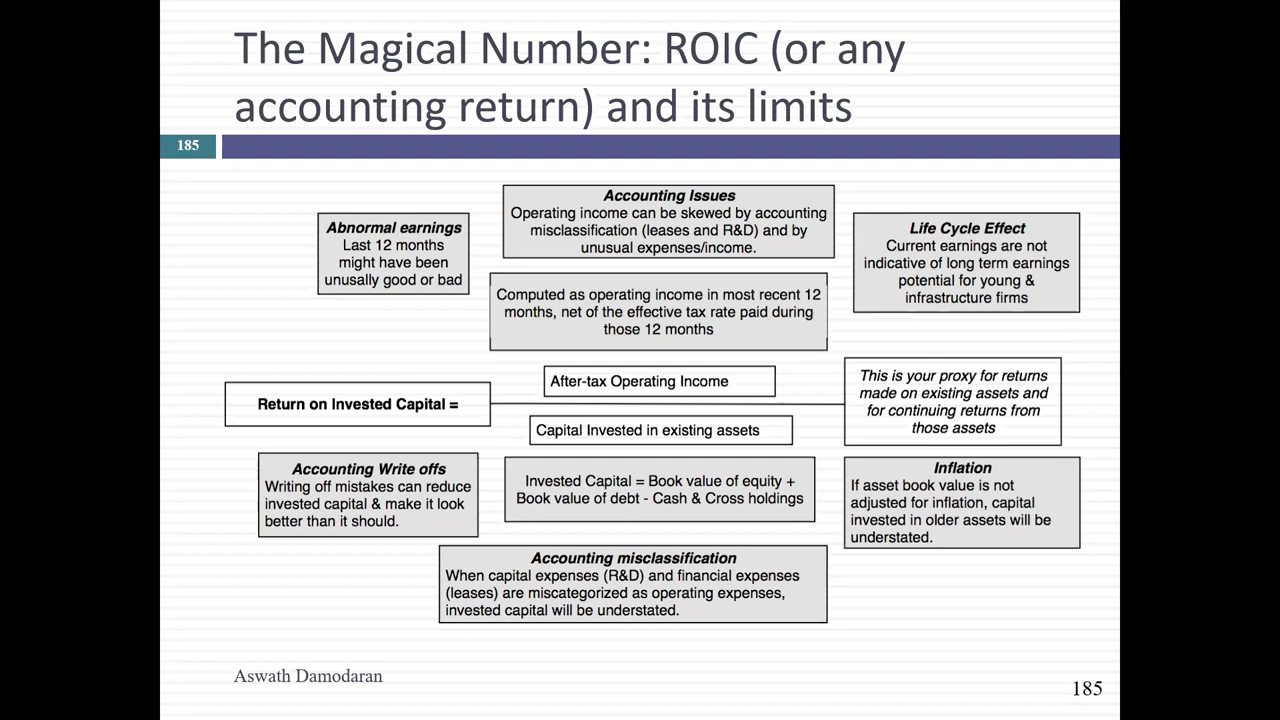 The Magical Number: ROIC (or any
accounting return) and its limits
185
Accounting Issues
Operating income can be skewed by accounting
misclassification (leases and R&D) and by
unusual expenses/income.
Abnormal earnings
Last 12 months
might have been
unusally good or bad
Life Cycle Effect
Current earnings are not
indicative of long term earnings
potential for young &
infrastructure firms
Computed as operating income in most recent 12
months, net of the effective tax rate paid during
those 12 months
After-tax Operating Income
Return on Invested Capital =
Capital Invested in existing assets
This is your proxy for returns
made on existing assets and
for continuing returns from
those assets
Accounting Write offs
Writing off mistakes can reduce
invested capital & make it look
better than it should.
Invested Capital = Book value of equity +
Book value of debt - Cash & Cross holdings
Inflation
If asset book value is not
adjusted for inflation, capital
invested in older assets will be
understated.
Accounting misclassification
When capital expenses (R&D) and financial expenses
(leases) are miscategorized as operating expenses,
invested capital will be understated.
Aswath Damodaran
185